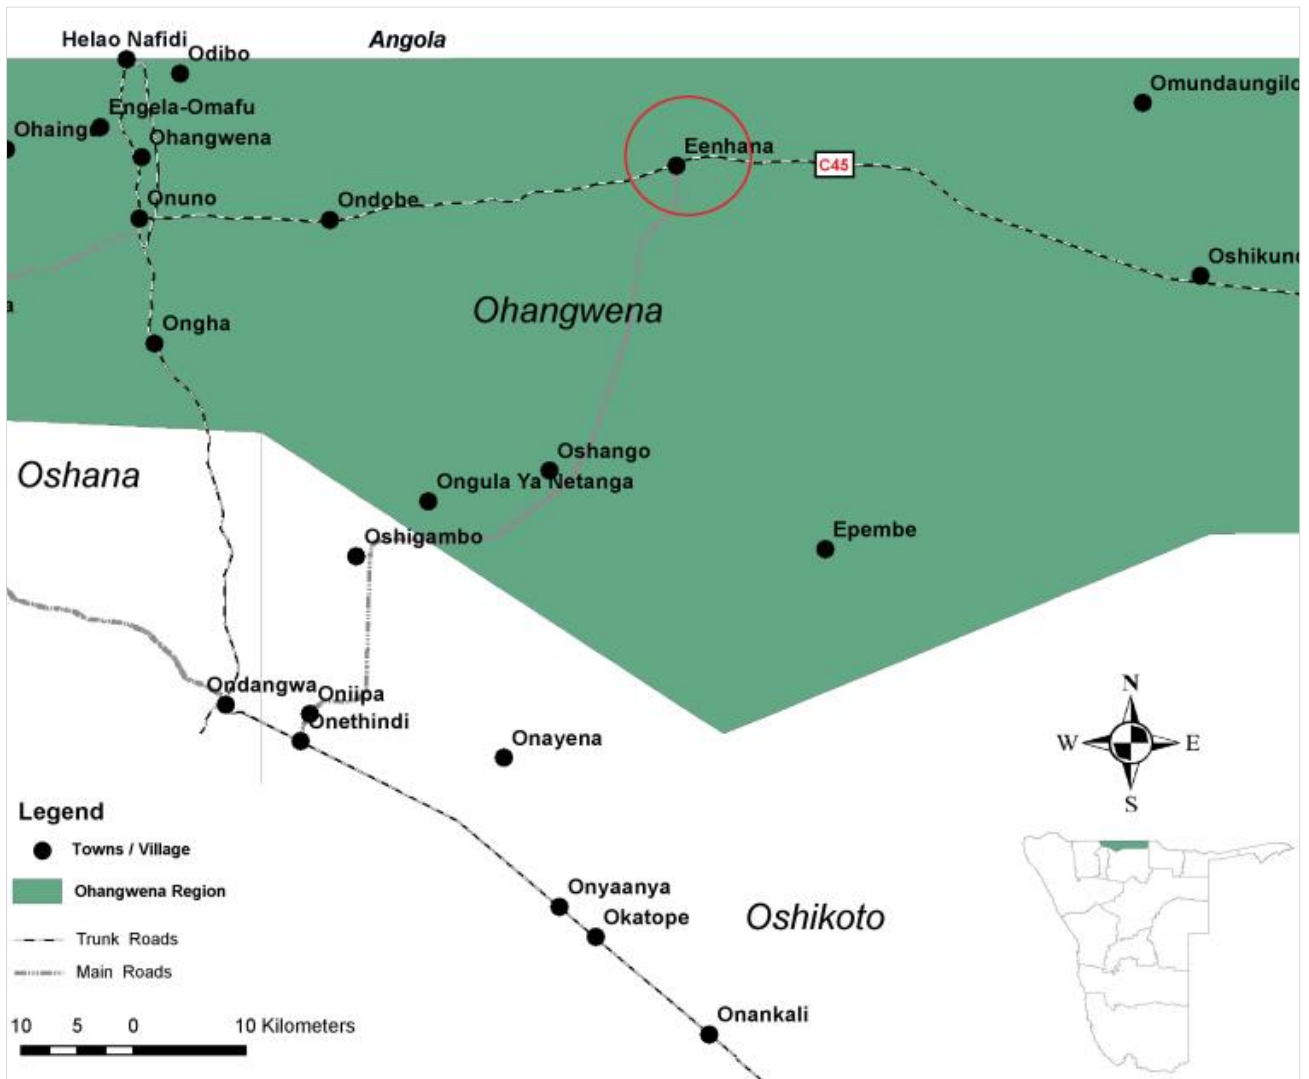 Angola
Helao Nafidi
Odibo
Omundaungilo
Engela-Omafu
Ohainga
Ohangwena
Eenhana
C45
Onuno
Ondobe
Oshikun
a
Ohangwena
Ongha
Oshana
Oshango
Ongula Ya Netanga
Oshigambo
Epembe
Ondangwa
Oniipa
Onethindi
Onayena
N
W
E
S
Legend
Towns / Village
Ohangwena Region
Trunk Roads
Main Roads
Onyaanya
Okatope
Oshikoto
Onankali
10 5 0 10 Kilometers